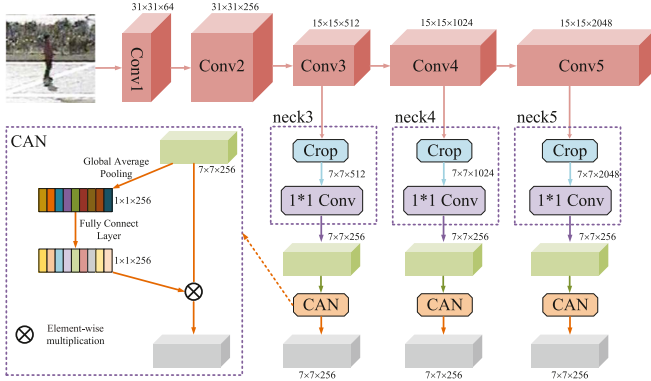 31×31×64
31×31×256
15×15×512
15×15×1024
15×15×2048
Conv1
Conv2
Conv3
Conv4
Conv5
neck3
neck4
neck5
Crop
Crop
Crop
7×7×512
7×7×1024
7×7×2048
1*1 Conv
1*1 Conv
1*1 Conv
7×7×256
7×7×256
7×7×256
CAN
CAN
CAN
7×7×256
7×7×256
7×7×256
CAN
Global Average
Pooling
7×7×256
1×1×256
Fully Connect
Layer
1×1×256
Element-wise
multiplication